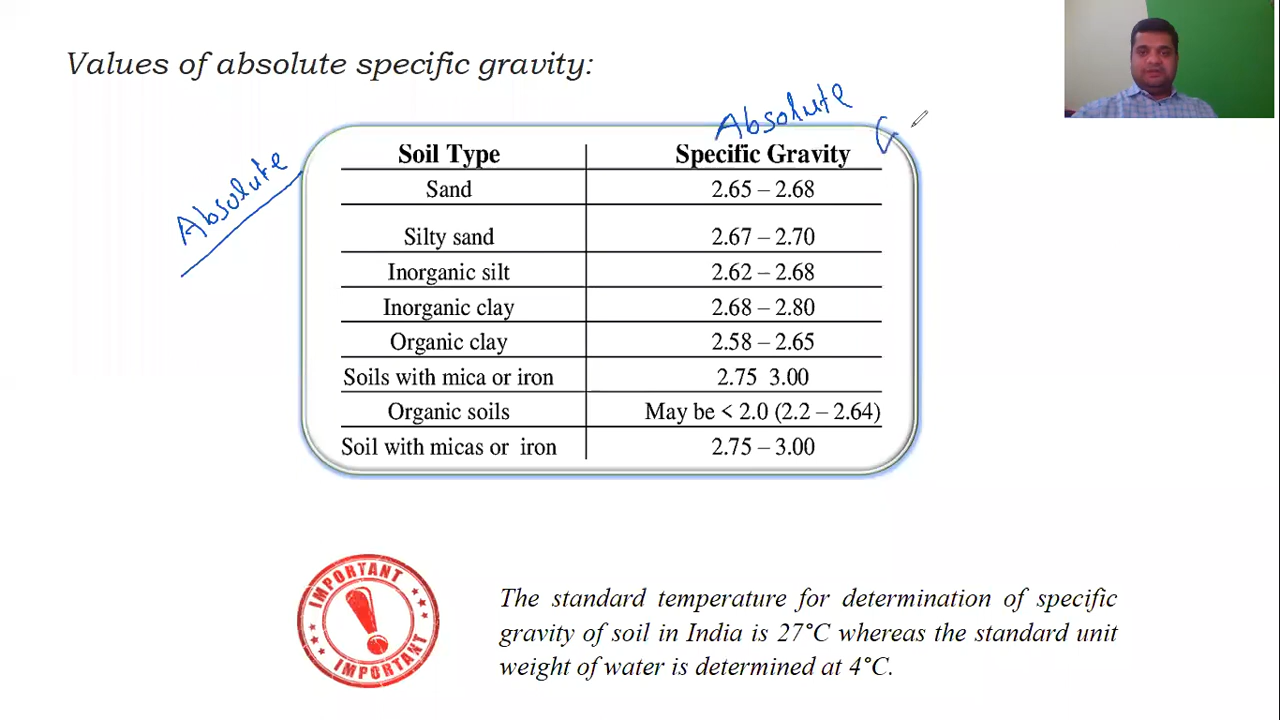 Values of absolute specific gravity:
Absolute
Absolute
Soil Type Specific Gravity
Sand 2.65 – 2.68
Silty sand 2.67 – 2.70
Inorganic silt 2.62 – 2.68
Inorganic clay 2.68 – 2.80
Organic clay 2.58 – 2.65
Soils with mica or iron 2.75 3.00
Organic soils May be < 2.0 (2.2 – 2.64)
Soil with micas or iron 2.75 – 3.00
IMPORTANT
!
IMPORTANT
The standard temperature for determination of specific
gravity of soil in India is 27°C whereas the standard unit
weight of water is determined at 4°C.